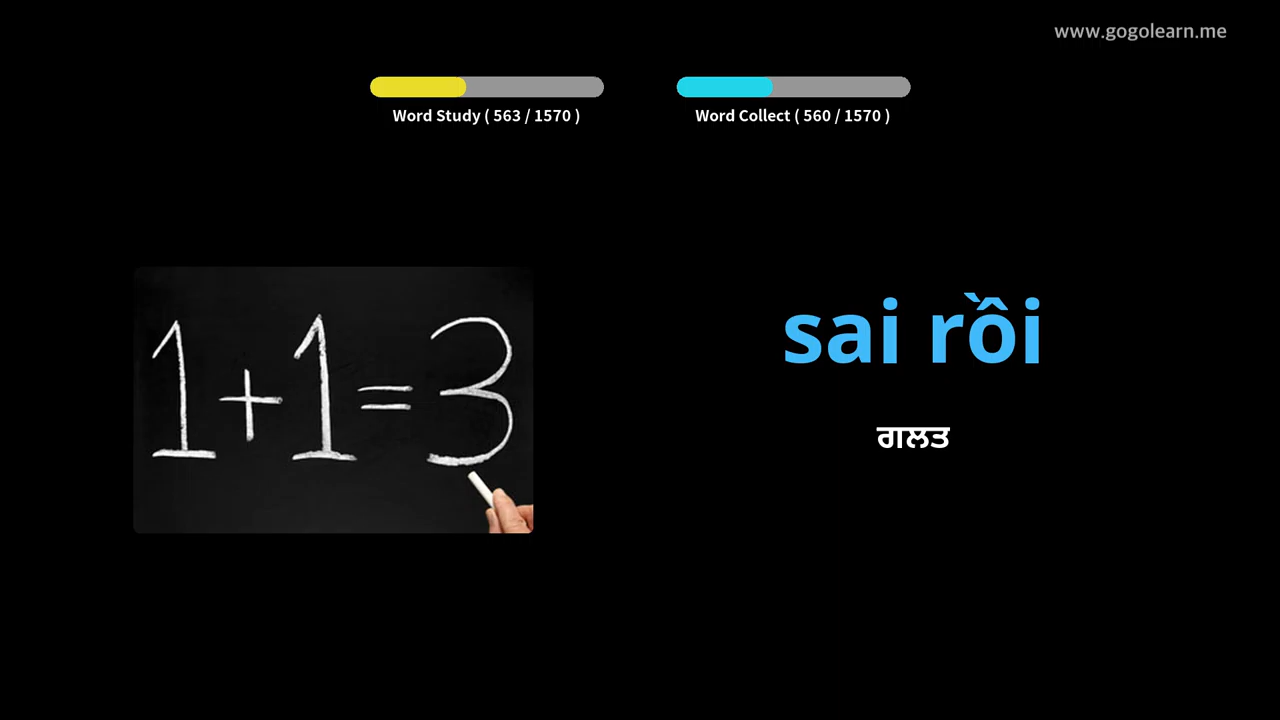 www.gogolearn.me
Word Study ( 563 / 1570 )
Word Collect ( 560 / 1570 )
1+1=3
sai rồi
ਗਲਤ